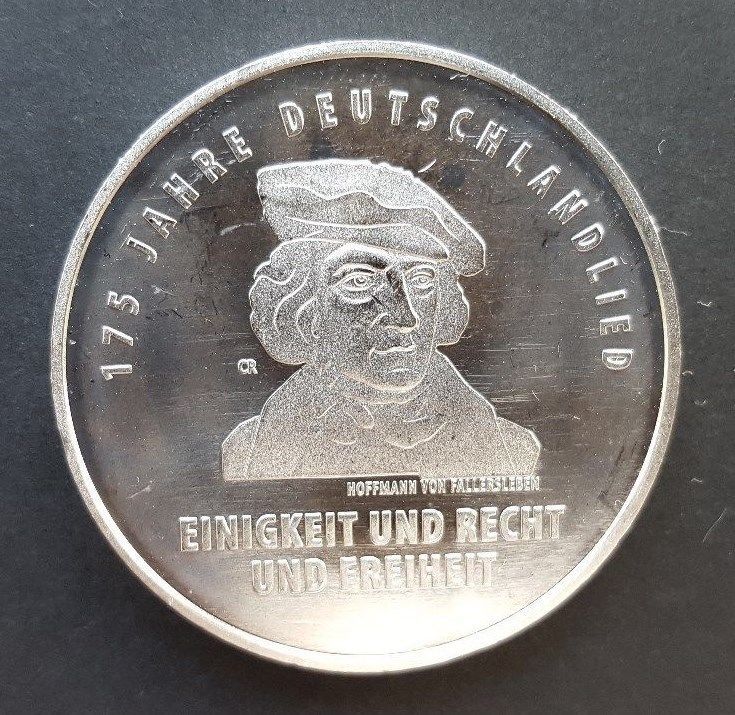 175 JAHRE DEUTSCHLANDLIED
CR
HOFFMANN VON FALLERSLEBEN
EINIGKEIT UND RECHT
UND FREIHEIT